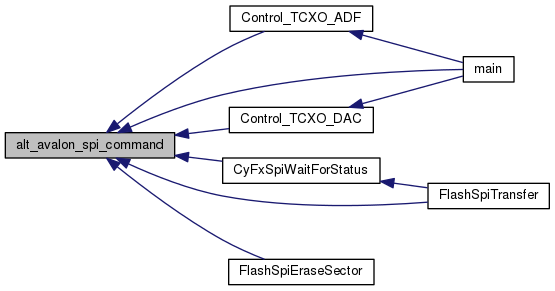 Control_TCXO_ADF
main
Control_TCXO_DAC
alt_avalon_spi_command
CyFxSpiWaitForStatus
FlashSpiTransfer
FlashSpiEraseSector